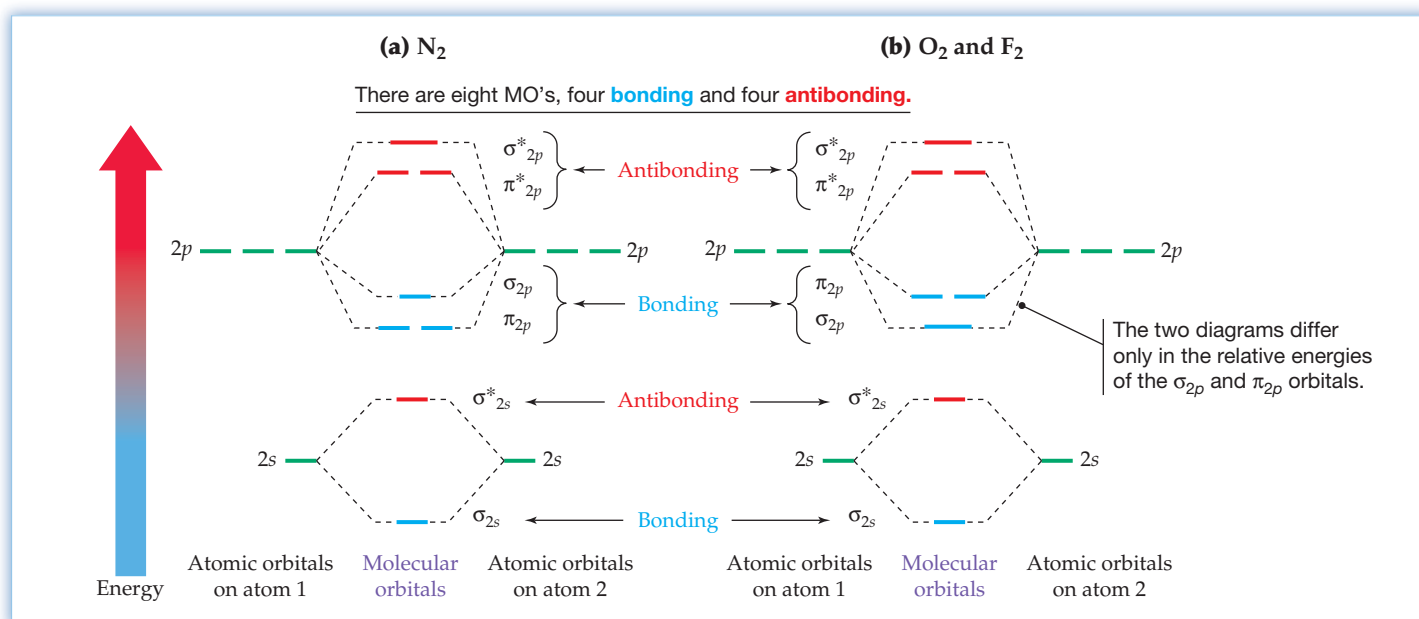 (a) N₂
(b) O₂ and F₂
There are eight MO's, four bonding and four antibonding.
σ*₂ₚ
π*₂ₚ
Antibonding
σ*₂ₚ
π*₂ₚ
2p
2p
2p
2p
σ₂ₚ
π₂ₚ
Bonding
π₂ₚ
σ₂ₚ
The two diagrams differ
only in the relative energies
of the σ₂ₚ and π₂ₚ orbitals.
σ*₂ₛ
Antibonding
σ*₂ₛ
2s
2s
2s
2s
σ₂ₛ
Bonding
σ₂ₛ
Energy
Atomic orbitals
on atom 1
Molecular
orbitals
Atomic orbitals
on atom 2
Atomic orbitals
on atom 1
Molecular
orbitals
Atomic orbitals
on atom 2